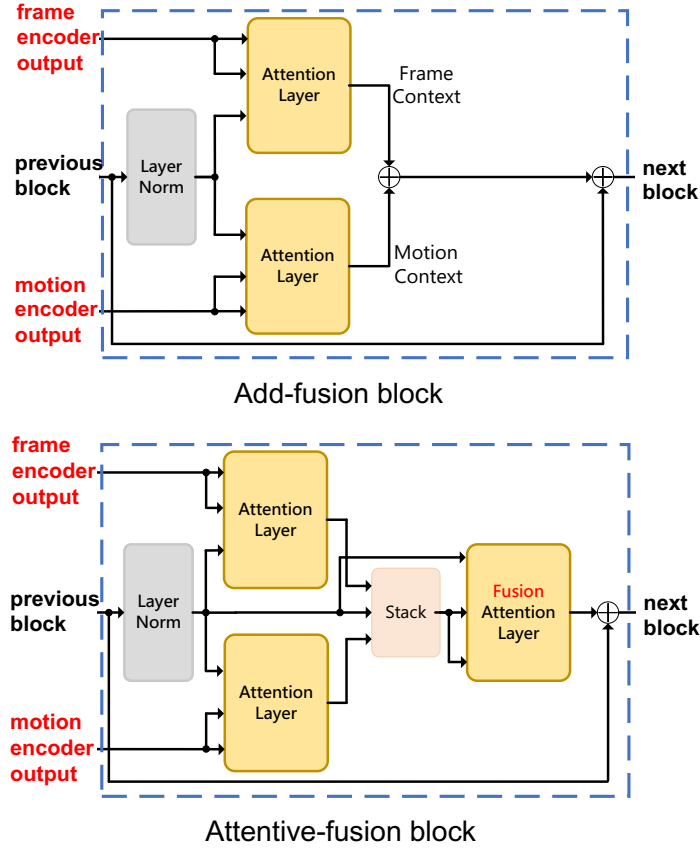 frame
encoder
output
Attention
Layer
Frame
Context
previous
block
Layer
Norm
next
block
motion
encoder
output
Attention
Layer
Motion
Context
Add-fusion block
frame
encoder
output
Attention
Layer
previous
block
Layer
Norm
Stack
Fusion
Attention
Layer
next
block
motion
encoder
output
Attention
Layer
Attentive-fusion block